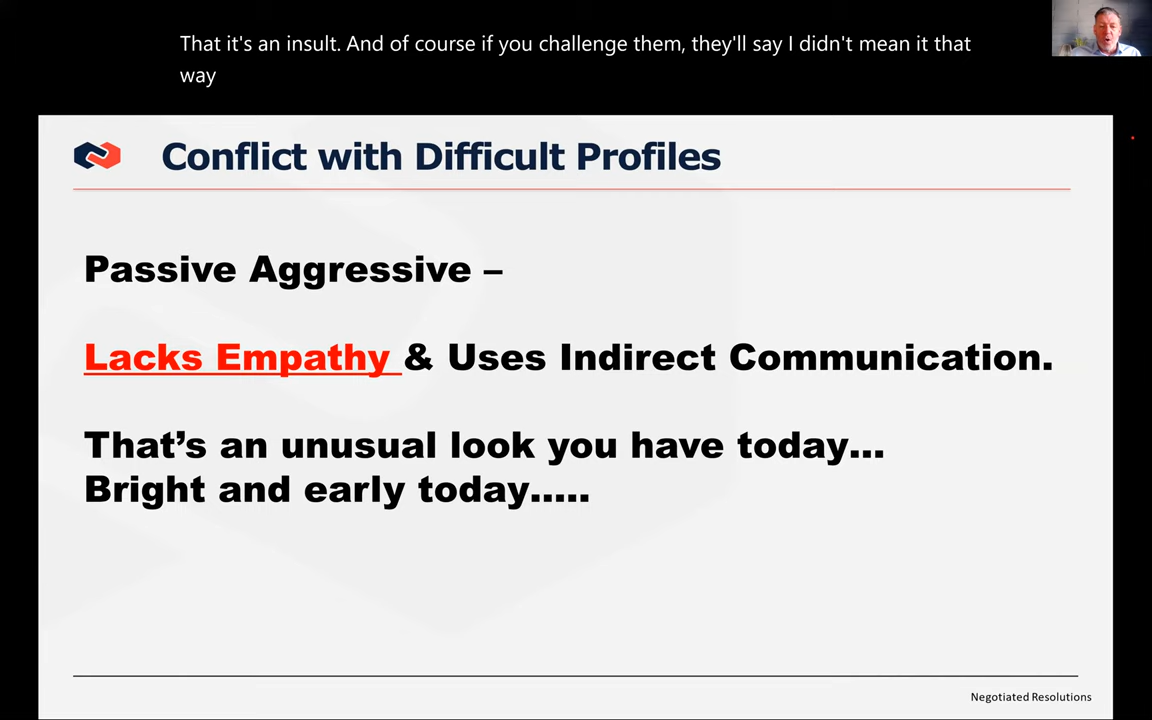 That it's an insult. And of course if you challenge them, they'll say I didn't mean it that
way
Conflict with Difficult Profiles
Passive Aggressive –
Lacks Empathy & Uses Indirect Communication.
That’s an unusual look you have today...
Bright and early today.....
Negotiated Resolutions